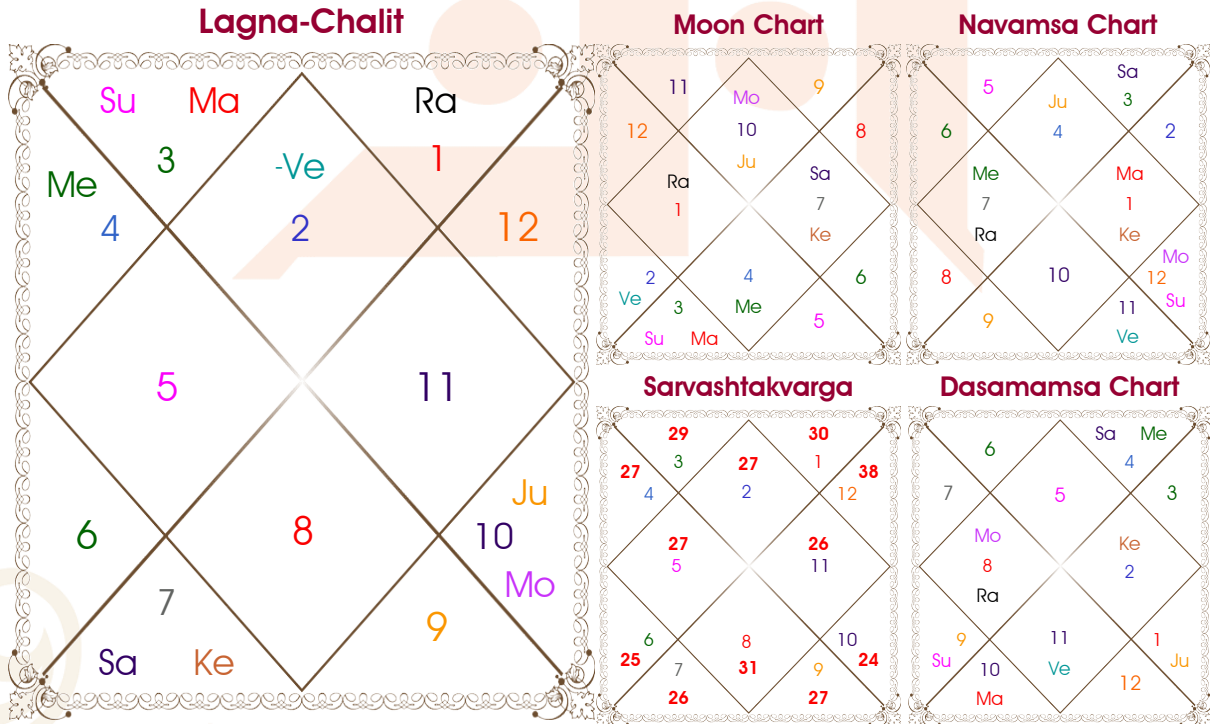 Lagna-Chalit
Su Ma Ra
3 -Ve 1
Me
4 2 12
5 11
Ju
6 8 10
Mo
7 9
Sa Ke
Moon Chart
11 Mo 9
12 10 8
Ju
Ra Sa
1 7
Ke
2 4 6
Ve 3 Me 5
Su Ma
Navamsa Chart
Sa
5 Ju 3
6 4 2
Me Ma
7 1
Ra Ke
Mo
8 10 12
Su
9 11
Ve
Sarvashtakvarga
29 30
27 3 27 1 38
4 2 12
27 26
5 11
6 8 10
25 7 31 9 24
26 27
Dasamamsa Chart
Sa Me
6 4
7 5 3
Mo Ke
8 2
Ra
9 11 1
Su 10 Ve Ju
Ma 12